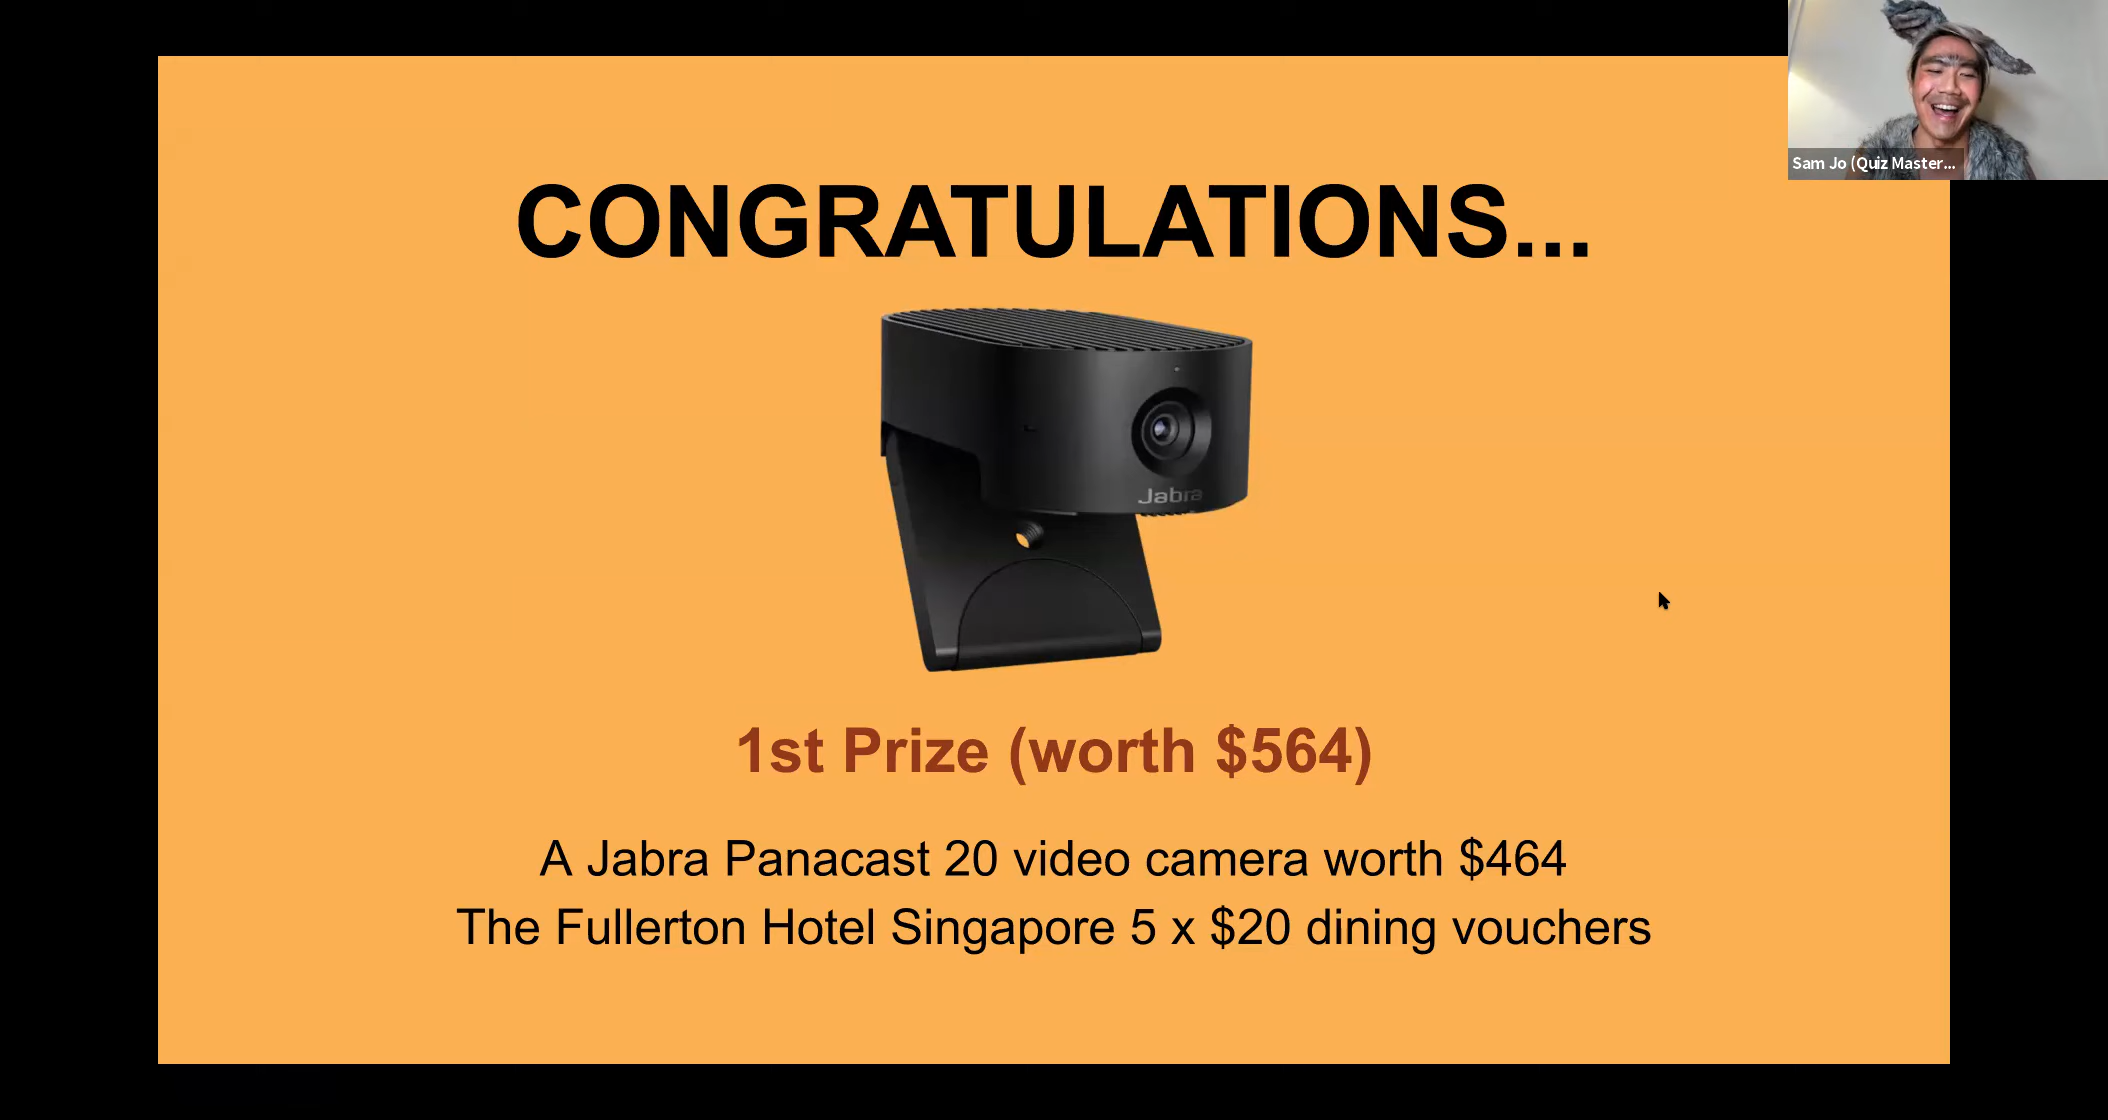 Sam Jo (Quiz Master...
CONGRATULATIONS...
Jabra
1st Prize (worth $564)
A Jabra Panacast 20 video camera worth $464
The Fullerton Hotel Singapore 5 x $20 dining vouchers